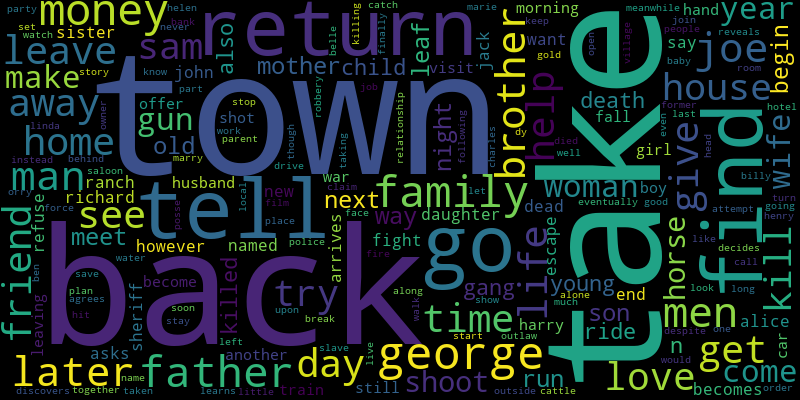 town
back
take
return
tell
find
go
george
family
father
brother
money
later
men
man
home
away
leave
make
see
meet
friend
sam
sister
also
john
mother
child
leaf
visit
jack
gun
old
offer
shot
night
help
life
woman
death
fall
girl
boy
house
joe
year
begin
give
wife
hand
say
morning
want
kill
horse
young
son
ride
end
time
next
way
daughter
husband
ranch
richard
however
named
fight
gang
try
day
shoot
run
harry
love
get
come
becomes
alice
n
car
escape
dead
arrives
killed
sheriff
become
asks
another
train
still
new
war
refuse
leaving
party
helen
bank
never
set
watch
killing
catch
finally
belle
marie
meanwhile
keep
join
people
reveals
baby
room
gold
open
village
know
story
part
stop
work
parent
owner
linda
instead
behind
saloon
marry
robbery
though
drive
taking
relationship
job
following
charles
dy
died
well
eventually
good
former
last
even
head
hotel
billy
turn
going
henry
attempt
like
decides
call
look
long
despite
one
would
order
much
alone
show
start
outlaw
outside
cattle
walk
along
let
face
fire
claim
film
place
local
police
posse
water
save
plan
agrees
hit
soon
stay
force
ben
orry
upon
break
left
slave
live
little
learns
name
taken
together
discovers